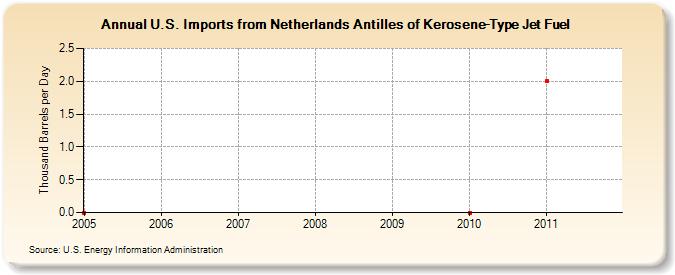 Annual U.S. Imports from Netherlands Antilles of Kerosene-Type Jet Fuel
Thousand Barrels per Day
2.5
2.0
1.5
1.0
0.5
0.0
2005 2006 2007 2008 2009 2010 2011
Source: U.S. Energy Information Administration